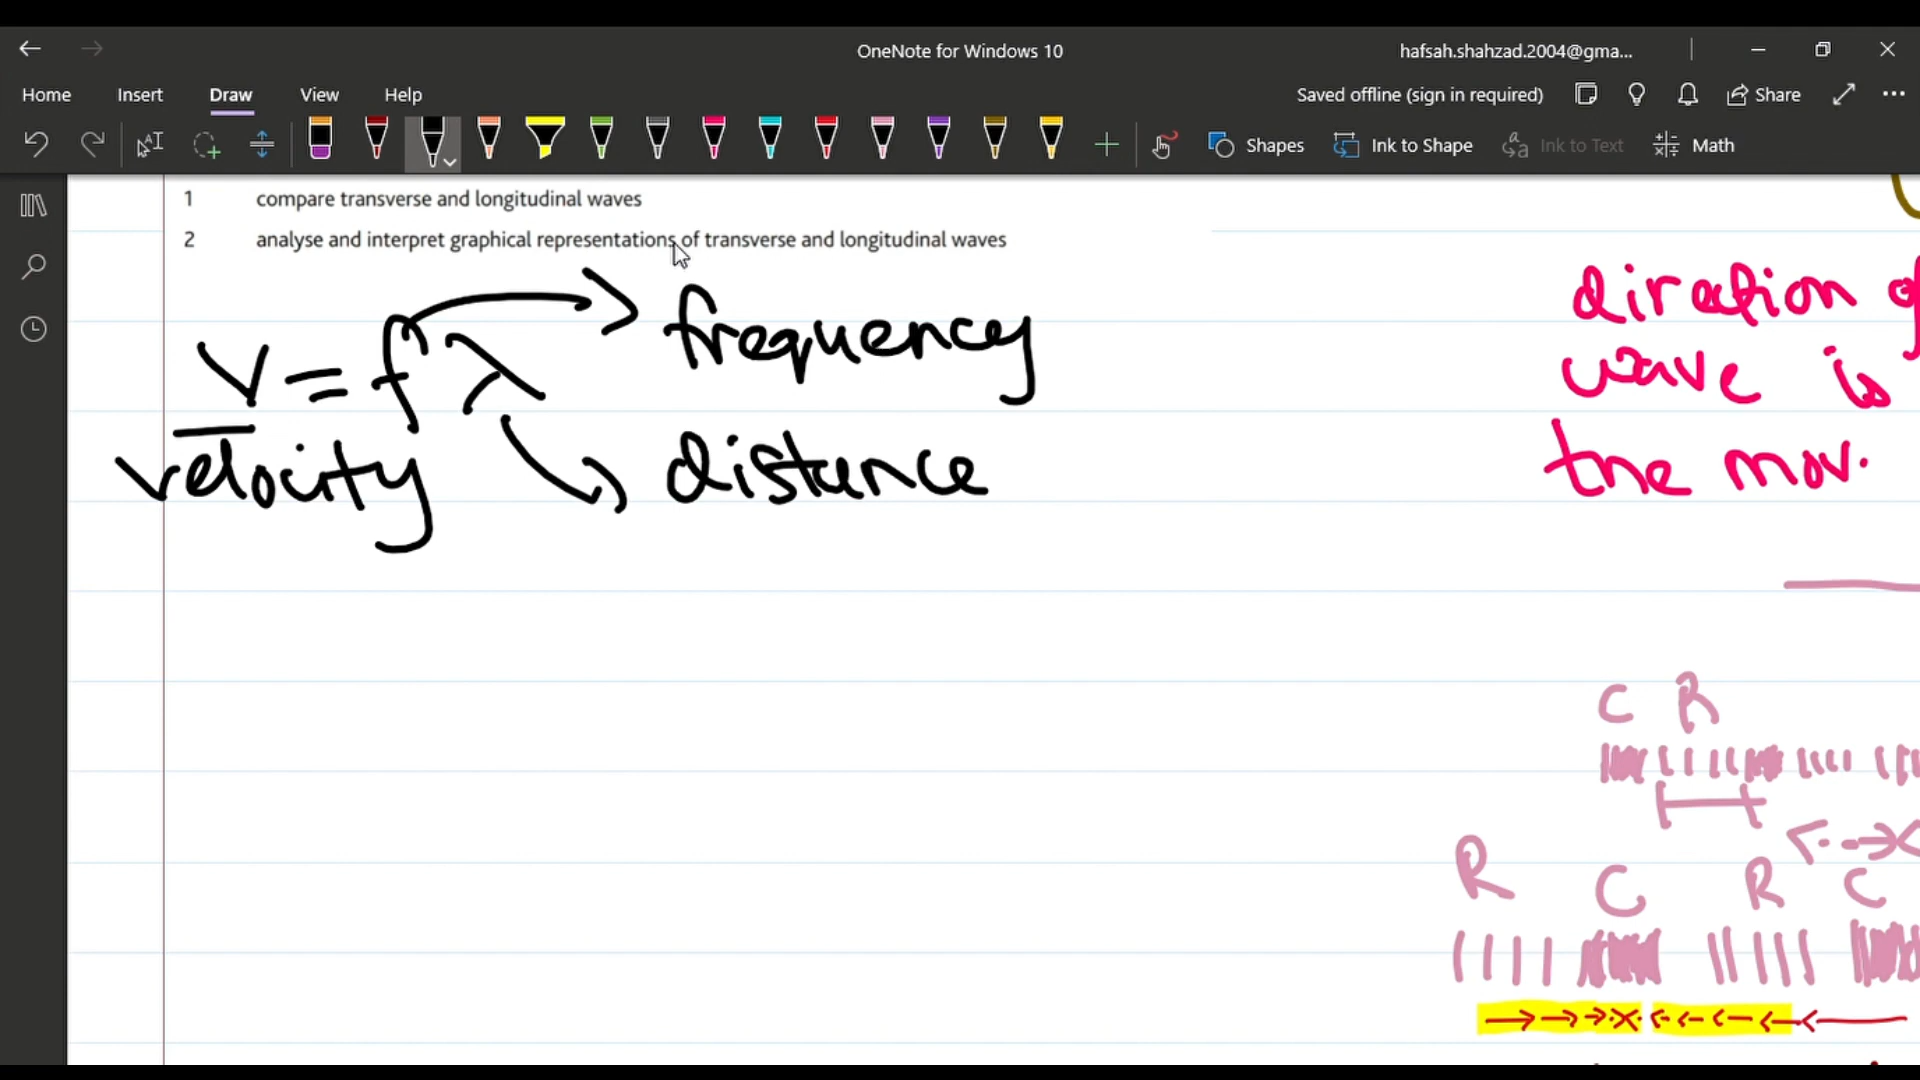 OneNote for Windows 10
hafsah.shahzad.2004@gma...
Home Insert Draw View Help
Saved offline (sign in required) Share
Shapes Ink to Shape Ink to Text Math
1 compare transverse and longitudinal waves
2 analyse and interpret graphical representations of transverse and longitudinal waves
frequency
V = f λ
velocity
distance
direction of
wave is
the mov.
C R
R C R C